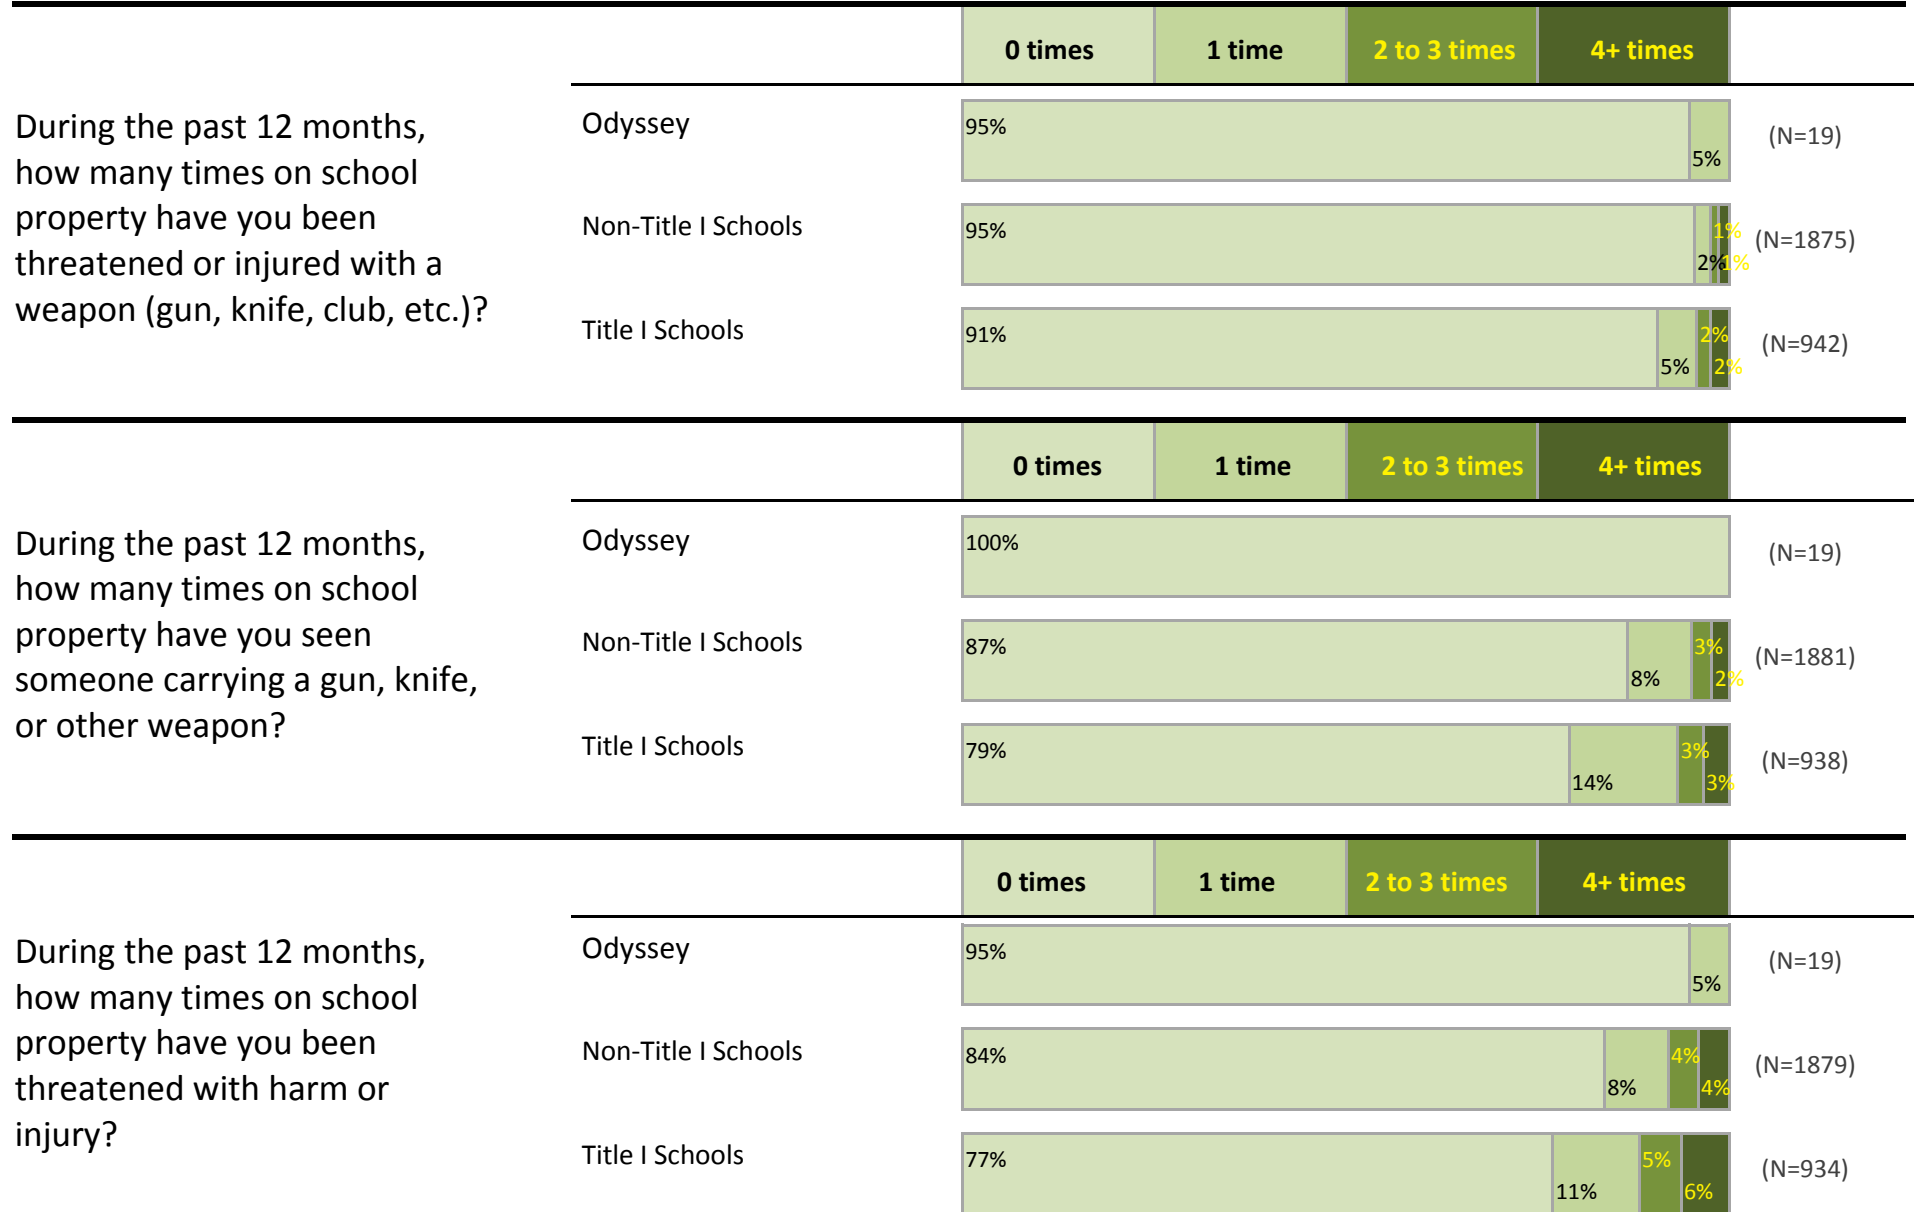 0 times 1 time 2 to 3 times 4+ times
During the past 12 months,
how many times on school
property have you been
threatened or injured with a
weapon (gun, knife, club, etc.)?
Odyssey 95% 5% (N=19)
Non-Title I Schools 95% 2% 1% 1% (N=1875)
Title I Schools 91% 5% 2% 2% (N=942)
0 times 1 time 2 to 3 times 4+ times
During the past 12 months,
how many times on school
property have you seen
someone carrying a gun, knife,
or other weapon?
Odyssey 100% (N=19)
Non-Title I Schools 87% 8% 3% 2% (N=1881)
Title I Schools 79% 14% 3% 3% (N=938)
0 times 1 time 2 to 3 times 4+ times
During the past 12 months,
how many times on school
property have you been
threatened with harm or
injury?
Odyssey 95% 5% (N=19)
Non-Title I Schools 84% 8% 4% 4% (N=1879)
Title I Schools 77% 11% 5% 6% (N=934)